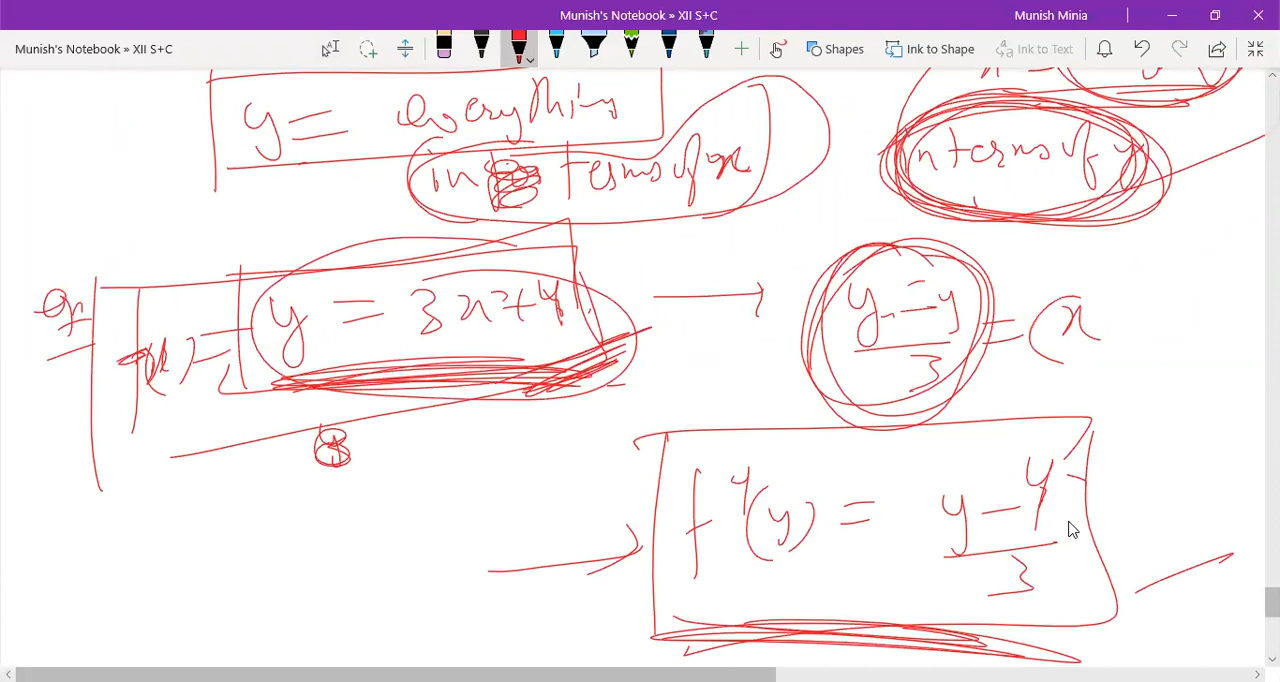 Munish's Notebook » XII S+C
Munish Minia
Munish's Notebook » XII S+C
Shapes
Ink to Shape
Ink to Text
y = everything
in terms of x
in terms of y
y = 3x+4
y-4/3 = x
f⁻¹(y) = y-4/3